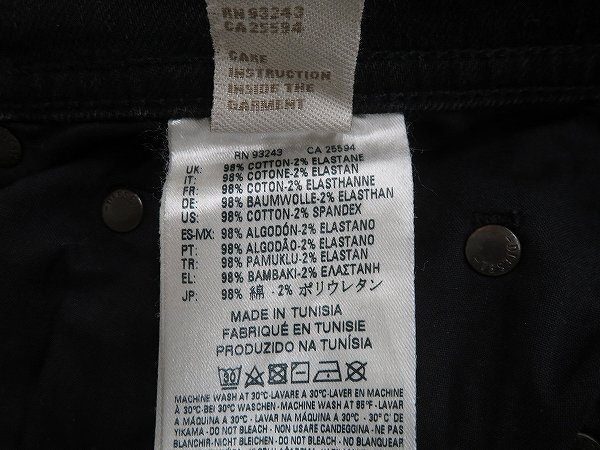 RN 93243
CA 25594
CARE
INSTRUCTION
INSIDE THE
GARMENT
RN 93243 CA 25594
UK: 98% COTTON-2% ELASTANE
IT: 98% COTONE-2% ELASTAN
FR: 98% COTON-2% ELASTHANNE
DE: 98% BAUMWOLLE-2% ELASTHAN
US: 98% COTTON-2% SPANDEX
ES-MX: 98% ALGODÓN-2% ELASTANO
PT: 98% ALGODÃO-2% ELASTANO
TR: 98% PAMUKLU-2% ELASTAN
EL: 98% BAMBAKI-2% ΕΛΑΣΤΑΝΗ
JP: 98% 綿 -2% ポリウレタン
MADE IN TUNISIA
FABRIQUÉ EN TUNISIE
PRODUZIDO NA TUNÍSIA
30
MACHINE WASH AT 30°C-LAVARE A 30°C-LAVER
À 30°C-BEI 30°C WASCHEN-MACHINE WASH AT 85°F-LAVAR
A MÁQUINA A 30°C-LAVAR À MÁQUINA A 30°C-30° C'
YIKAMA-DO NOT BLEACH-NON USARE CANDEGGINA-NE PAS
BLANCHIR-NICHT BLEICHEN-DO NOT BLEACH-NO BLANQUEAR